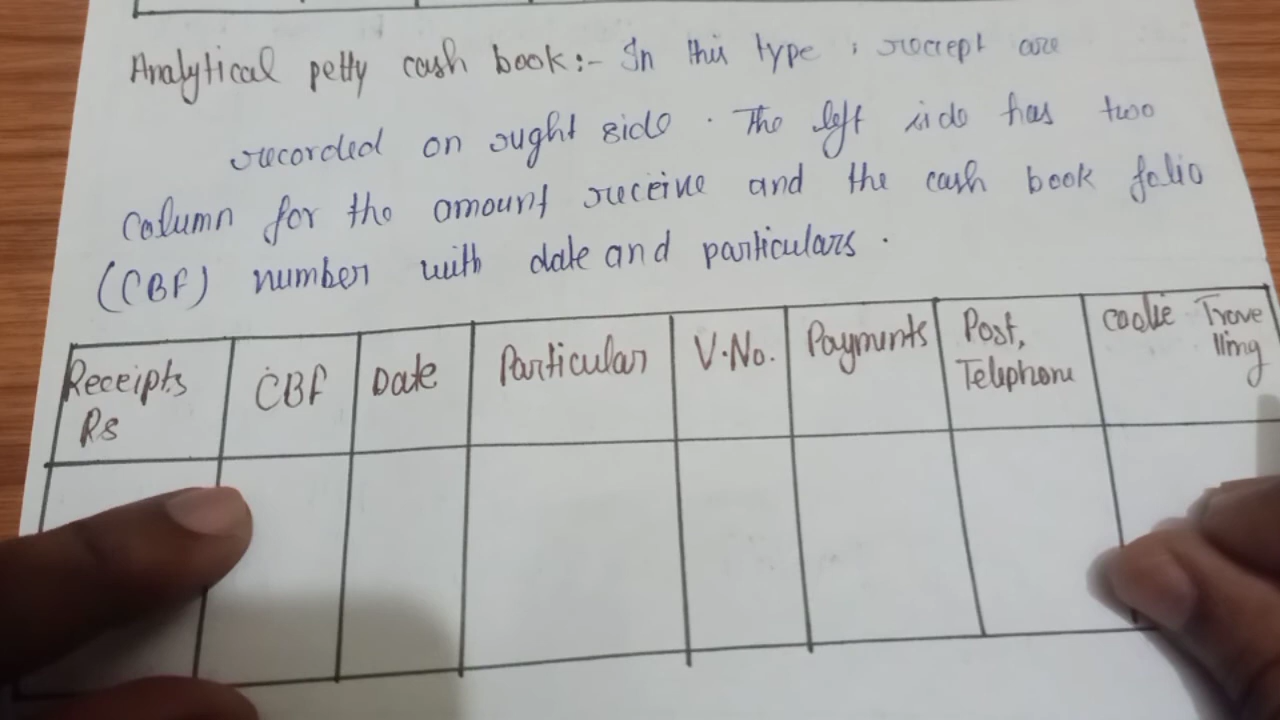 Analytical petty cash book:- In this type, receipt are
recorded on right side. The left side has two
column for the amount receive and the cash book folio
(CBF) number with date and particulars.
Receipts Rs CBF Date Particular V.No. Payments Post, Telephone Cadie Travelling